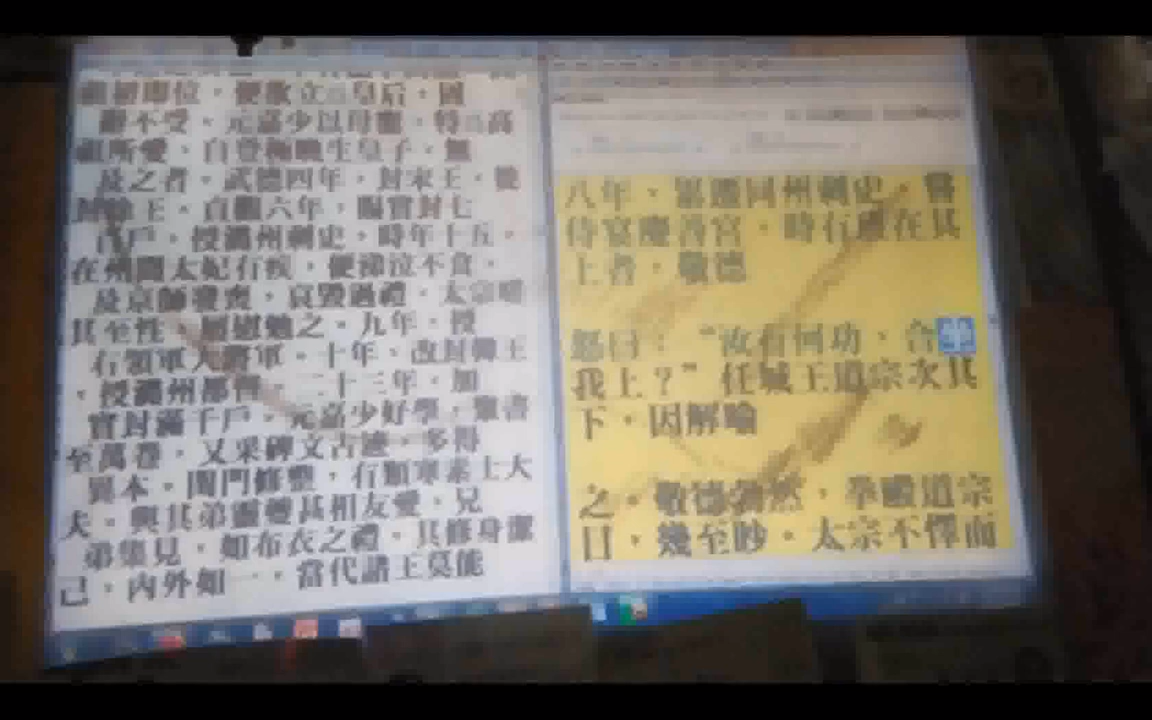 祖初即位，便欲立為皇后，固
辭不受。元嘉少以母寵，特為高
祖所愛，自登極晚生皇子，無
及之者。武德四年，封宋王，徙
封徐王。貞觀六年，賜實封七
百戶，授潞州刺史，時年十五。
在州聞太妃有疾，便涕泣不食。
及京師發喪，哀毀過禮，太宗嗟
其至性，屢慰勉之。九年，授
右領軍大將軍。十年，改封韓王
，授潞州都督。二十三年，加
實封滿千戶。元嘉少好學，聚書
至萬卷，又采碑文古迹，多得
異本。閨門修整，有類寒素士大
夫。與其弟靈夔甚相友愛，兄
弟集見，如布衣之禮。其修身潔
己，內外如一，當代諸王莫能
八年，累遷同州刺史。嘗
侍宴慶善宮，時有班在其
上者，敬德
怒曰：“汝有何功，合坐
我上？”任城王道宗次其
下，因解喻
之。敬德勃然，拳毆道宗
目，幾至眇。太宗不懌而